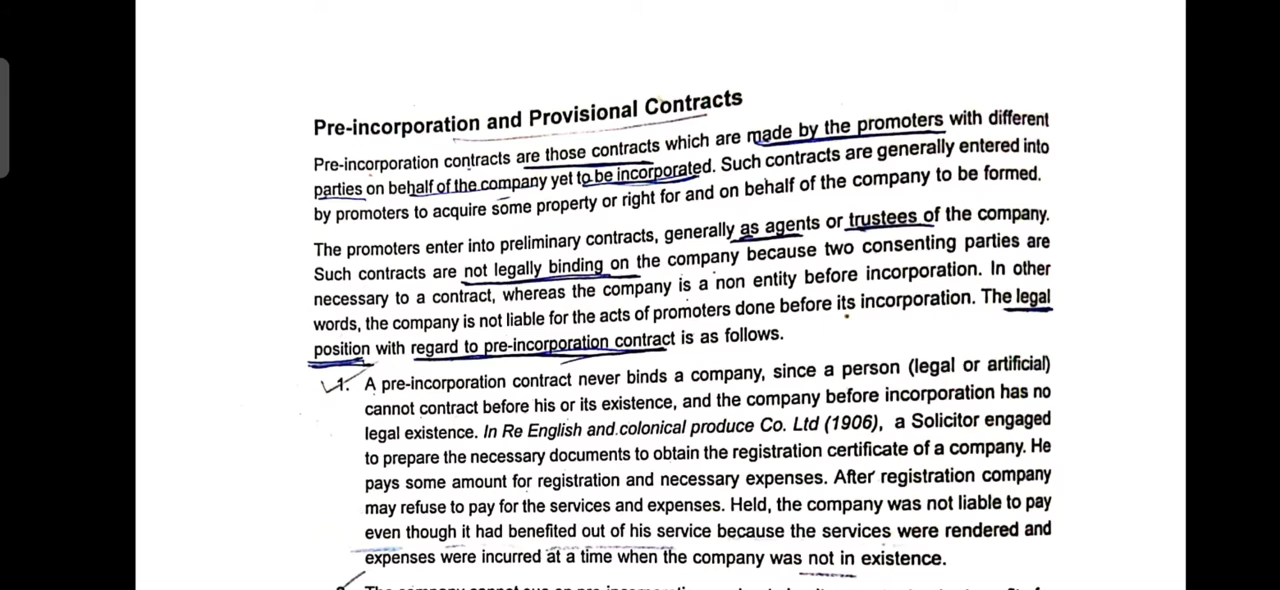 Pre-incorporation and Provisional Contracts
Pre-incorporation contracts are those contracts which are made by the promoters with different
parties on behalf of the company yet to be incorporated. Such contracts are generally entered into
by promoters to acquire some property or right for and on behalf of the company to be formed.
The promoters enter into preliminary contracts, generally as agents or trustees of the company.
Such contracts are not legally binding on the company because two consenting parties are
necessary to a contract, whereas the company is a non entity before incorporation. In other
words, the company is not liable for the acts of promoters done before its incorporation. The legal
position with regard to pre-incorporation contract is as follows.
1. A pre-incorporation contract never binds a company, since a person (legal or artificial)
cannot contract before his or its existence, and the company before incorporation has no
legal existence. In Re English and colonical produce Co. Ltd (1906), a Solicitor engaged
to prepare the necessary documents to obtain the registration certificate of a company. He
pays some amount for registration and necessary expenses. After registration company
may refuse to pay for the services and expenses. Held, the company was not liable to pay
even though it had benefited out of his service because the services were rendered and
expenses were incurred at a time when the company was not in existence.